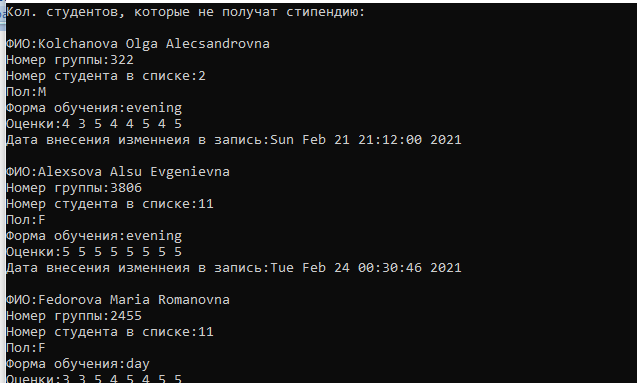 Кол. студентов, которые не получат стипендию:
ФИО:Kolchanova Olga Alecsandrovna
Номер группы:322
Номер студента в списке:2
Пол:M
Форма обучения:evening
Оценки:4 3 5 4 4 5 4 5
Дата внесения изменнеия в запись:Sun Feb 21 21:12:00 2021
ФИО:Alexsova Alsu Evgenievna
Номер группы:3806
Номер студента в списке:11
Пол:F
Форма обучения:evening
Оценки:5 5 5 5 5 5 5 5
Дата внесения изменнеия в запись:Tue Feb 24 00:30:46 2021
ФИО:Fedorova Maria Romanovna
Номер группы:2455
Номер студента в списке:11
Пол:F
Форма обучения:day
Оценки:3 3 5 4 5 4 5 5